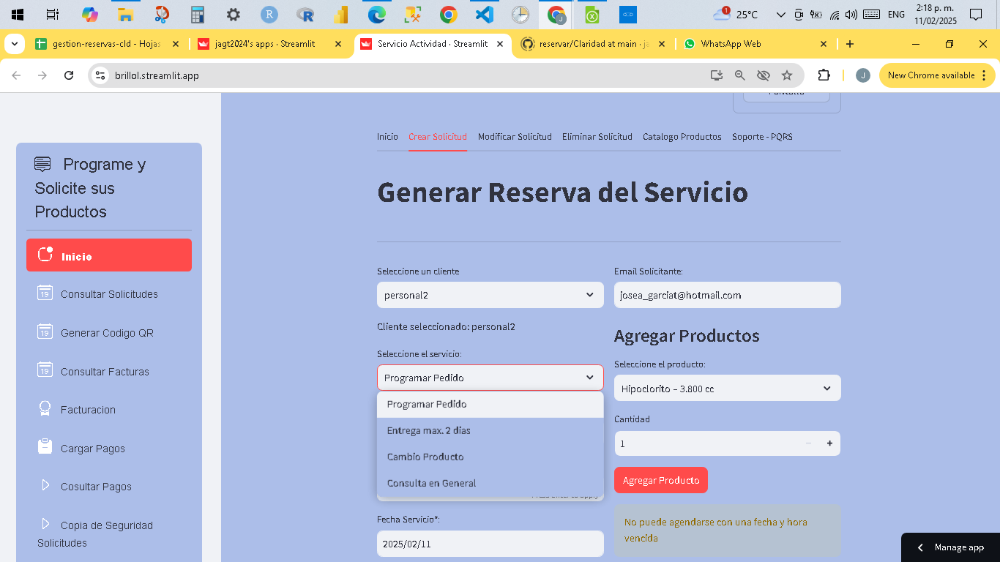 25°C
ENG
2:18 p. m.
11/02/2025
gestion-reservas-cld - Hojas
jagt2024's apps · Streamlit
Servicio Actividad · Streamlit
reservar/Claridad at main · ja
WhatsApp Web
brillol.streamlit.app
J
New Chrome available
Programe y
Solicite sus
Productos
Inicio
Consultar Solicitudes
Generar Codigo QR
Consultar Facturas
Facturacion
Cargar Pagos
Cosultar Pagos
Copia de Seguridad
Solicitudes
Pantalla
Inicio
Crear Solicitud
Modificar Solicitud
Eliminar Solicitud
Catalogo Productos
Soporte - PQRS
Generar Reserva del Servicio
Seleccione un cliente
personal2
Cliente seleccionado: personal2
Seleccione el servicio:
Programar Pedido
Programar Pedido
Entrega max. 2 dias
Cambio Producto
Consulta en General
Fecha Servicio*:
2025/02/11
Email Solicitante:
josea_garciat@hotmail.com
Agregar Productos
Seleccione el producto:
Hipoclorito – 3.800 cc
Cantidad
1
Agregar Producto
No puede agendarse con una fecha y hora
vencida
Manage app